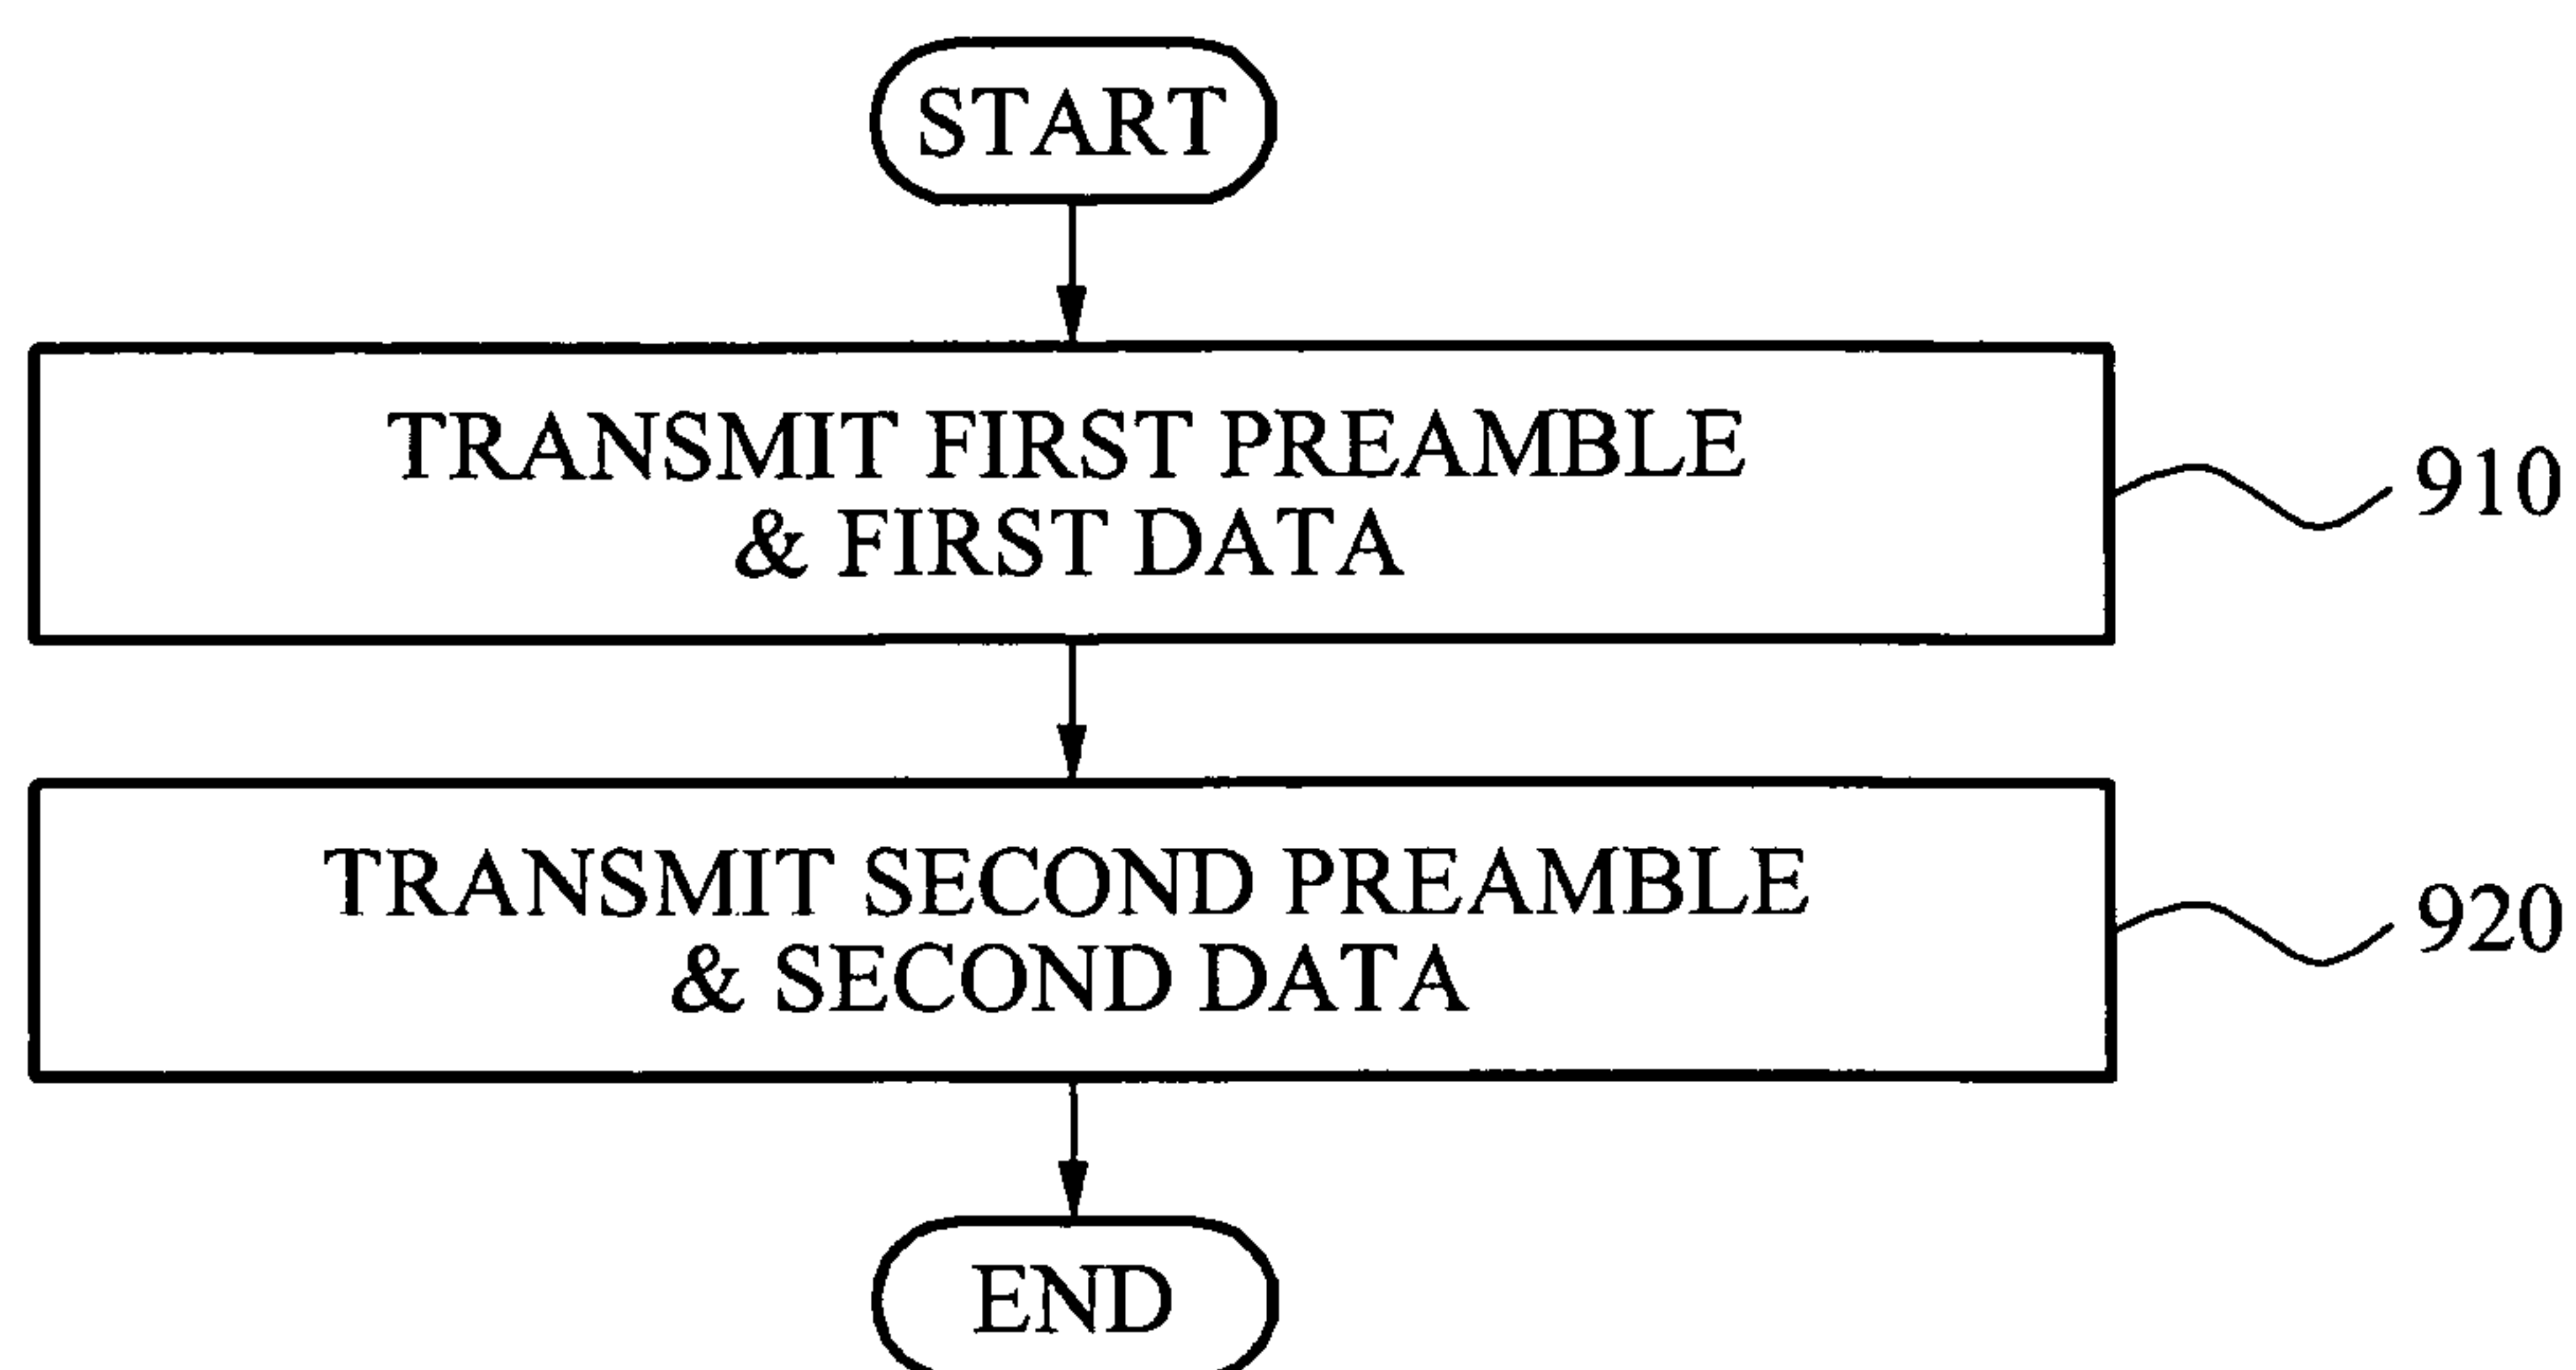 START
TRANSMIT FIRST PREAMBLE
& FIRST DATA
910
TRANSMIT SECOND PREAMBLE
& SECOND DATA
920
END